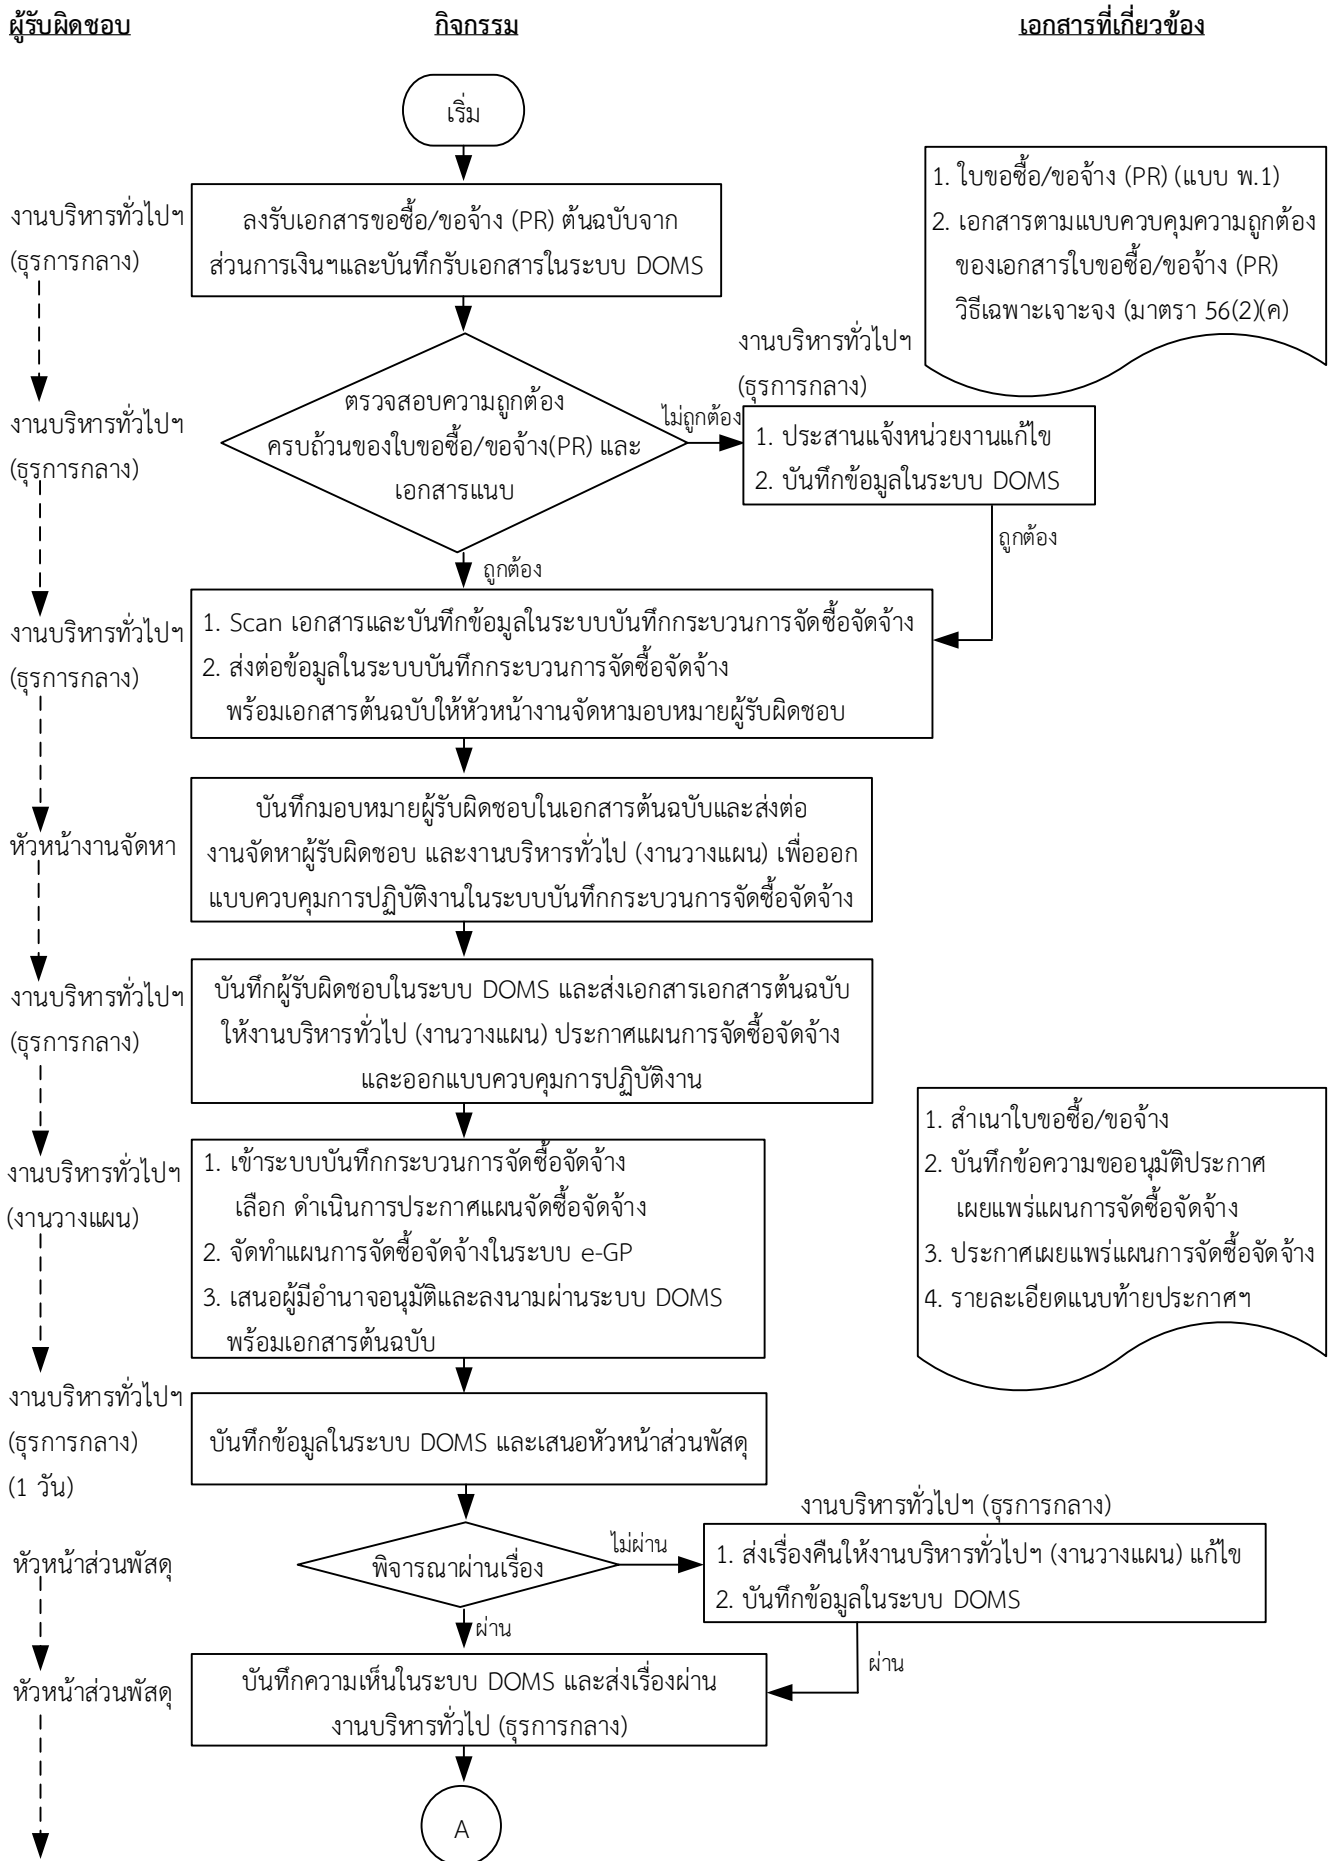 ผู้รับผิดชอบ
กิจกรรม
เอกสารที่เกี่ยวข้อง
เริ่ม
งานบริหารทั่วไปฯ
(ธุรการกลาง)
ลงรับเอกสารขอซื้อ/ขอจ้าง (PR) ต้นฉบับจาก
ส่วนการเงินฯและบันทึกรับเอกสารในระบบ DOMS
1. ใบขอซื้อ/ขอจ้าง (PR) (แบบ พ.1)
2. เอกสารตามแบบควบคุมความถูกต้อง
ของเอกสารใบขอซื้อ/ขอจ้าง (PR)
วิธีเฉพาะเจาะจง (มาตรา 56(2)(ค)
งานบริหารทั่วไปฯ
(ธุรการกลาง)
ตรวจสอบความถูกต้อง
ครบถ้วนของใบขอซื้อ/ขอจ้าง(PR) และ
เอกสารแนบ
ไม่ถูกต้อง
งานบริหารทั่วไปฯ
(ธุรการกลาง)
1. ประสานแจ้งหน่วยงานแก้ไข
2. บันทึกข้อมูลในระบบ DOMS
ถูกต้อง
ถูกต้อง
งานบริหารทั่วไปฯ
(ธุรการกลาง)
1. Scan เอกสารและบันทึกข้อมูลในระบบบันทึกกระบวนการจัดซื้อจัดจ้าง
2. ส่งต่อข้อมูลในระบบบันทึกกระบวนการจัดซื้อจัดจ้าง
พร้อมเอกสารต้นฉบับให้หัวหน้างานจัดหามอบหมายผู้รับผิดชอบ
หัวหน้างานจัดหา
บันทึกมอบหมายผู้รับผิดชอบในเอกสารต้นฉบับและส่งต่อ
งานจัดหาผู้รับผิดชอบ และงานบริหารทั่วไป (งานวางแผน) เพื่อออก
แบบควบคุมการปฏิบัติงานในระบบบันทึกกระบวนการจัดซื้อจัดจ้าง
งานบริหารทั่วไปฯ
(ธุรการกลาง)
บันทึกผู้รับผิดชอบในระบบ DOMS และส่งเอกสารเอกสารต้นฉบับ
ให้งานบริหารทั่วไป (งานวางแผน) ประกาศแผนการจัดซื้อจัดจ้าง
และออกแบบควบคุมการปฏิบัติงาน
งานบริหารทั่วไปฯ
(งานวางแผน)
1. เข้าระบบบันทึกกระบวนการจัดซื้อจัดจ้าง
เลือก ดำเนินการประกาศแผนจัดซื้อจัดจ้าง
2. จัดทำแผนการจัดซื้อจัดจ้างในระบบ e-GP
3. เสนอผู้มีอำนาจอนุมัติและลงนามผ่านระบบ DOMS
พร้อมเอกสารต้นฉบับ
1. สำเนาใบขอซื้อ/ขอจ้าง
2. บันทึกข้อความขออนุมัติประกาศ
เผยแพร่แผนการจัดซื้อจัดจ้าง
3. ประกาศเผยแพร่แผนการจัดซื้อจัดจ้าง
4. รายละเอียดแนบท้ายประกาศฯ
งานบริหารทั่วไปฯ
(ธุรการกลาง)
(1 วัน)
บันทึกข้อมูลในระบบ DOMS และเสนอหัวหน้าส่วนพัสดุ
หัวหน้าส่วนพัสดุ
พิจารณาผ่านเรื่อง
ไม่ผ่าน
งานบริหารทั่วไปฯ (ธุรการกลาง)
1. ส่งเรื่องคืนให้งานบริหารทั่วไปฯ (งานวางแผน) แก้ไข
2. บันทึกข้อมูลในระบบ DOMS
ผ่าน
ผ่าน
หัวหน้าส่วนพัสดุ
บันทึกความเห็นในระบบ DOMS และส่งเรื่องผ่าน
งานบริหารทั่วไป (ธุรการกลาง)
A